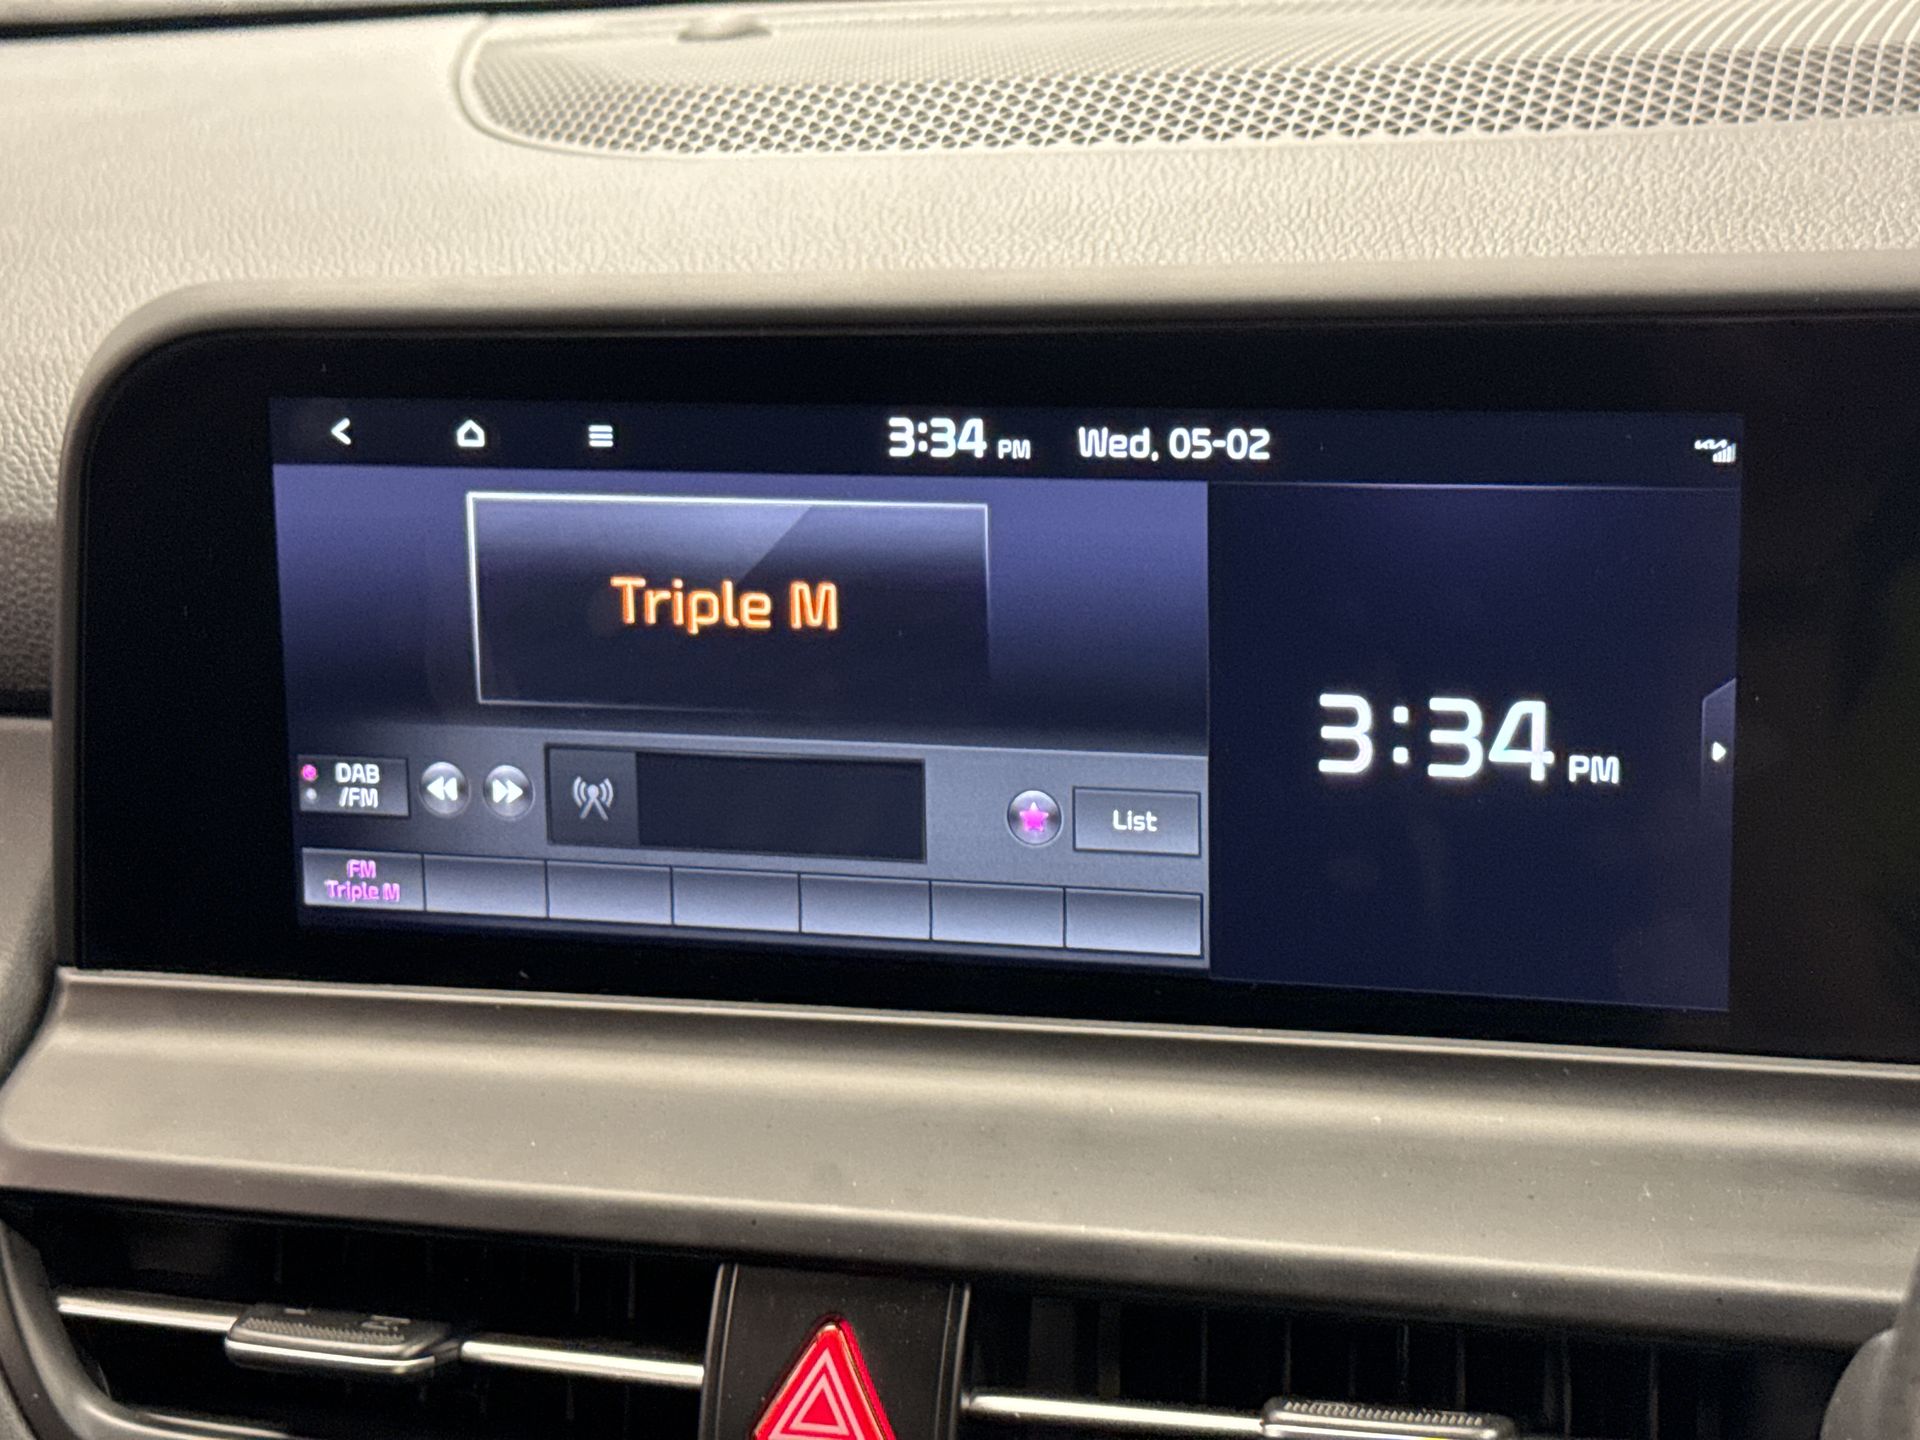 3:34 PM Wed, 05-02
Triple M
3:34 PM
DAB
/FM
List
FM
Triple M